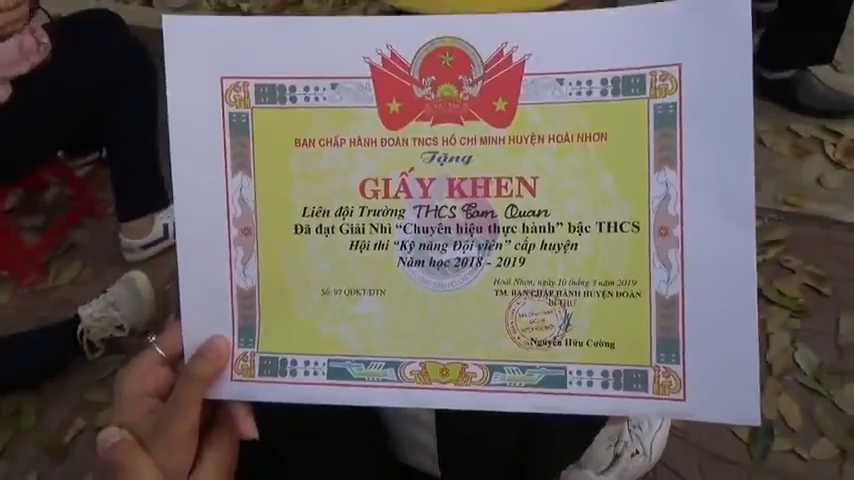 BAN CHẤP HÀNH ĐOÀN TNCS HỒ CHÍ MINH HUYỆN HOÀI NHƠN
Tặng
GIẤY KHEN
Liên đội Trường THCS Tam Quan
Đã đạt Giải Nhì "Chuyên hiệu thực hành" bậc THCS
Hội thi "Kỹ năng Đội viên" cấp huyện
Năm học 2018 - 2019
Số: 97 QĐKT/ĐTN
Hoài Nhơn, ngày 10 tháng 3 năm 2019
TM. BAN CHẤP HÀNH HUYỆN ĐOÀN
BÍ THƯ
Nguyễn Hữu Cường